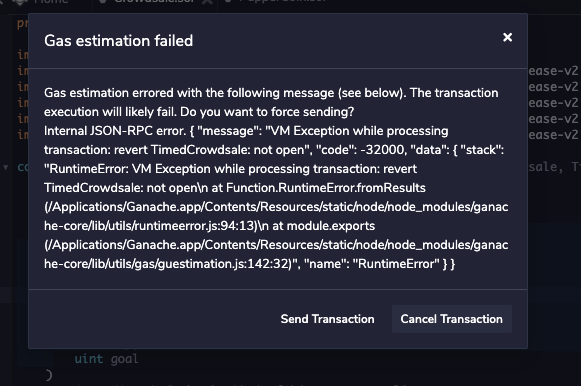 Home
Crowdsale.sol
Gas estimation failed
Gas estimation errored with the following message (see below). The transaction
execution will likely fail. Do you want to force sending?
Internal JSON-RPC error. { "message": "VM Exception while processing
transaction: revert TimedCrowdsale: not open", "code": -32000, "data": { "stack":
"RuntimeError: VM Exception while processing transaction: revert
TimedCrowdsale: not open\n at Function.RuntimeError.fromResults
(/Applications/Ganache.app/Contents/Resources/static/node/node_modules/ganac
he-core/lib/utils/runtimeerror.js:94:13)\n at module.exports
(/Applications/Ganache.app/Contents/Resources/static/node/node_modules/ganac
he-core/lib/utils/gas/guestimation.js:142:32)", "name": "RuntimeError" } }
Send Transaction
Cancel Transaction
pr
im
im
ease-v2
im
ease-v2
im
ease-v2
im
ease-v2
co
sale, T
uint goal
)